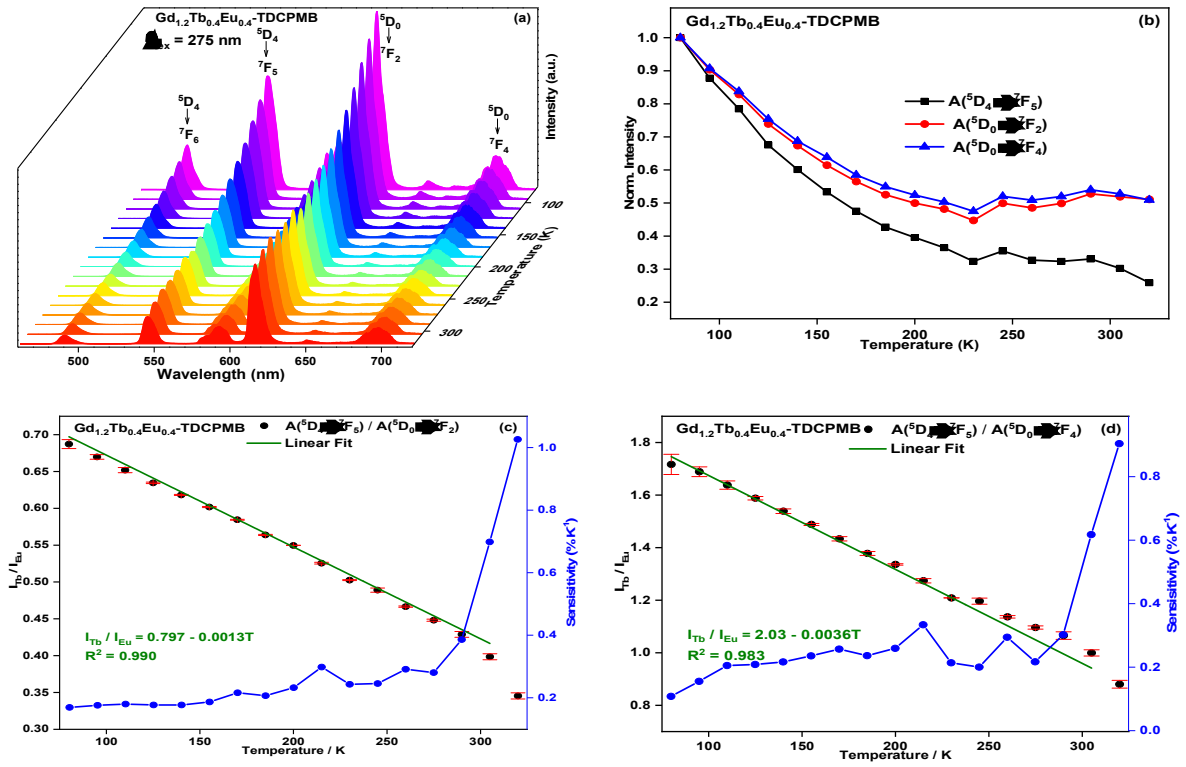 Gd1.2Tb0.4Eu0.4-TDCPMB
(a)
ex = 275 nm
5D4
7F6
5D4
7F5
5D0
7F2
5D0
7F4
Intensity (a.u.)
100
150
200
250
300
Temperature (K)
500 550 600 650 700
Wavelength (nm)
Gd1.2Tb0.4Eu0.4-TDCPMB
(b)
A(5D4 7F5)
A(5D0 7F2)
A(5D0 7F4)
Norm. Intensity
1.0
0.9
0.8
0.7
0.6
0.5
0.4
0.3
0.2
100 150 200 250 300
Temperature (K)
Gd1.2Tb0.4Eu0.4-TDCPMB
A(5D4 7F5) / A(5D0 7F2)
(c)
Linear Fit
ITb / IEu
0.70
0.65
0.60
0.55
0.50
0.45
0.40
0.35
0.30
ITb / IEu = 0.797 - 0.0013T
R2 = 0.990
100 150 200 250 300
Temperature / K
1.0
0.8
0.6
0.4
0.2
Sensisitivity (% K-1)
Gd1.2Tb0.4Eu0.4-TDCPMB
A(5D4 7F5) / A(5D0 7F4)
(d)
Linear Fit
ITb / IEu
1.8
1.6
1.4
1.2
1.0
0.8
ITb / IEu = 2.03 - 0.0036T
R2 = 0.983
100 150 200 250 300
Temperature / K
0.8
0.6
0.4
0.2
0.0
Sensisitivity (% K-1)